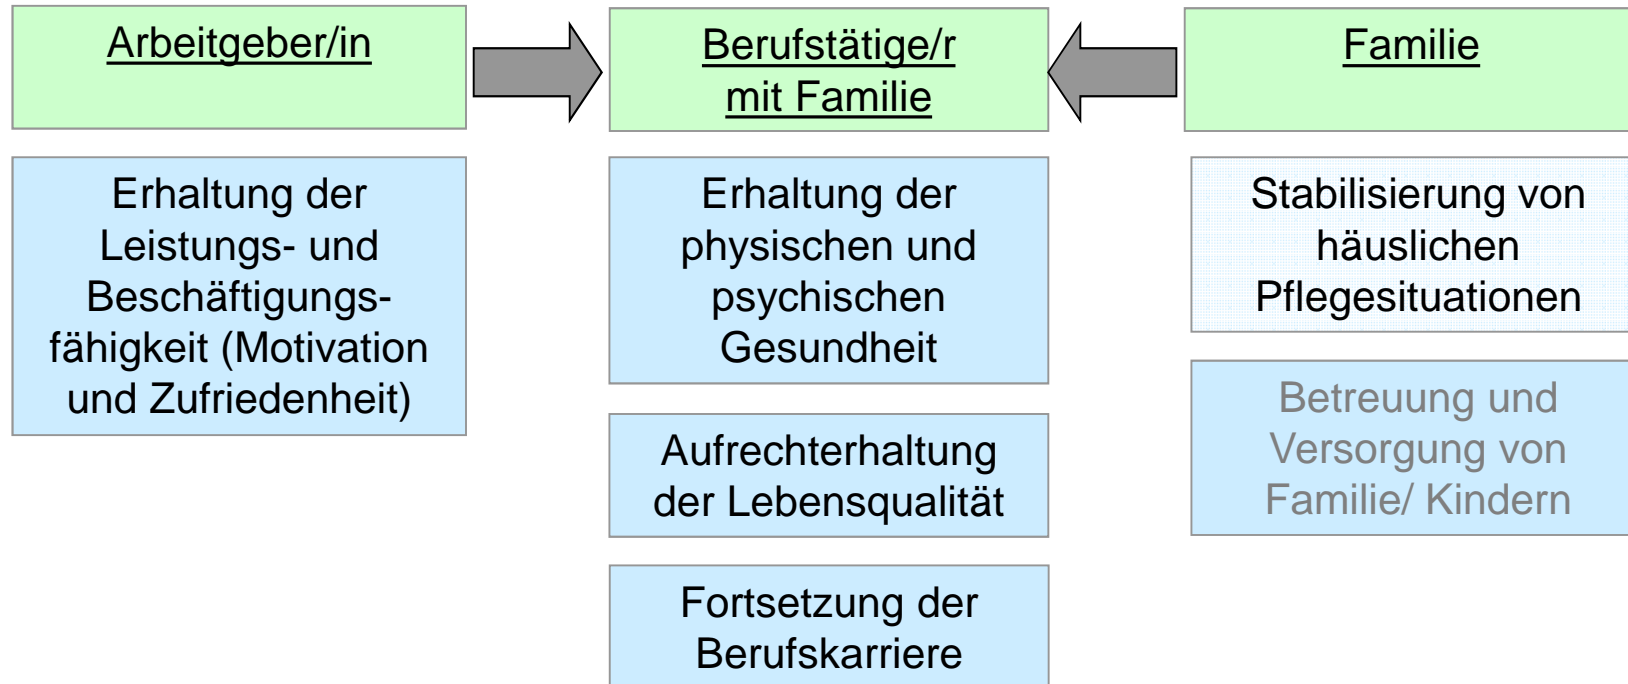 Arbeitgeber/in
Berufstätige/r
mit Familie
Familie
Erhaltung der
Leistungs- und
Beschäftigungs-
fähigkeit (Motivation
und Zufriedenheit)
Erhaltung der
physischen und
psychischen
Gesundheit
Aufrechterhaltung
der Lebensqualität
Fortsetzung der
Berufskarriere
Stabilisierung von
häuslichen
Pflegesituationen
Betreuung und
Versorgung von
Familie/ Kindern